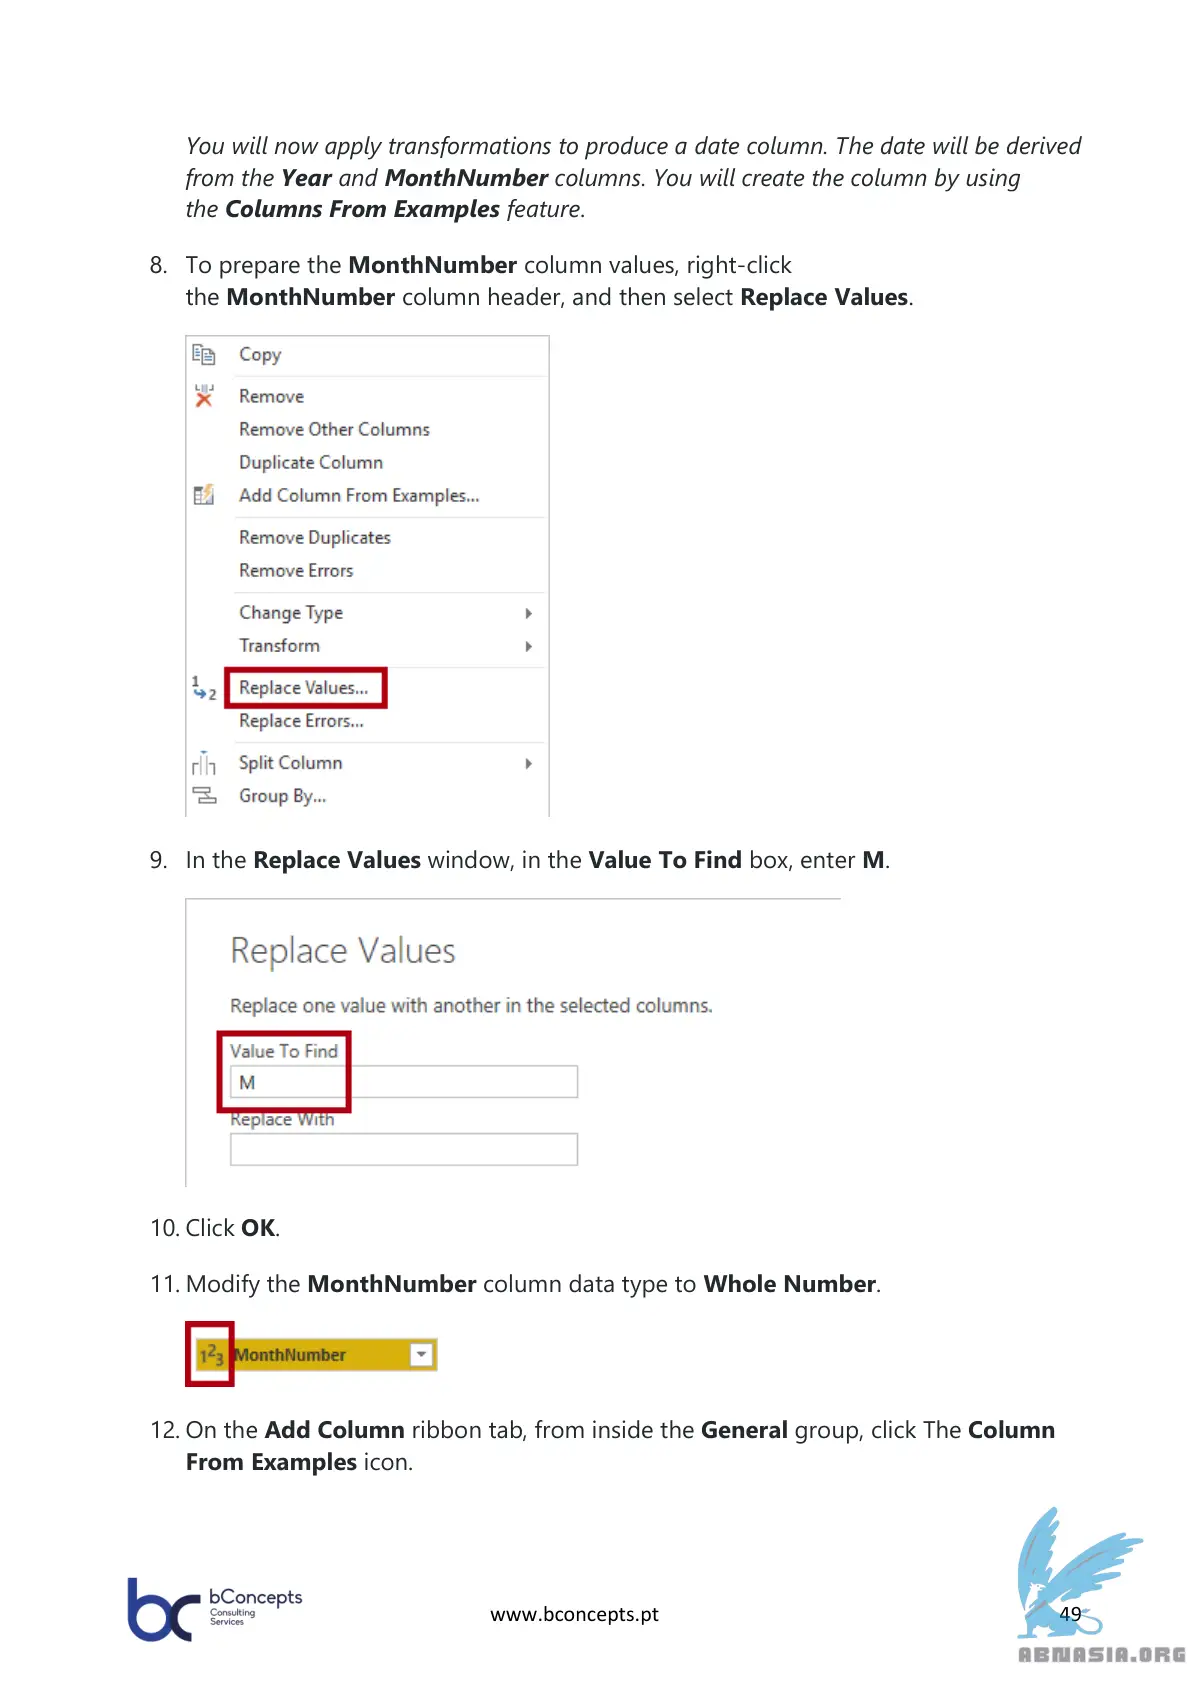 You will now apply transformations to produce a date column. The date will be derived
from the Year and MonthNumber columns. You will create the column by using
the Columns From Examples feature.
8. To prepare the MonthNumber column values, right-click
the MonthNumber column header, and then select Replace Values.
Copy
Remove
Remove Other Columns
Duplicate Column
Add Column From Examples...
Remove Duplicates
Remove Errors
Change Type
Transform
1 2 Replace Values...
Replace Errors...
Split Column
Group By...
9. In the Replace Values window, in the Value To Find box, enter M.
Replace Values
Replace one value with another in the selected columns.
Value To Find
M
Replace With
10. Click OK.
11. Modify the MonthNumber column data type to Whole Number.
123 MonthNumber
12. On the Add Column ribbon tab, from inside the General group, click The Column
From Examples icon.
bc bConcepts
Consulting
Services
www.bconcepts.pt
49
ABNASIA.ORG